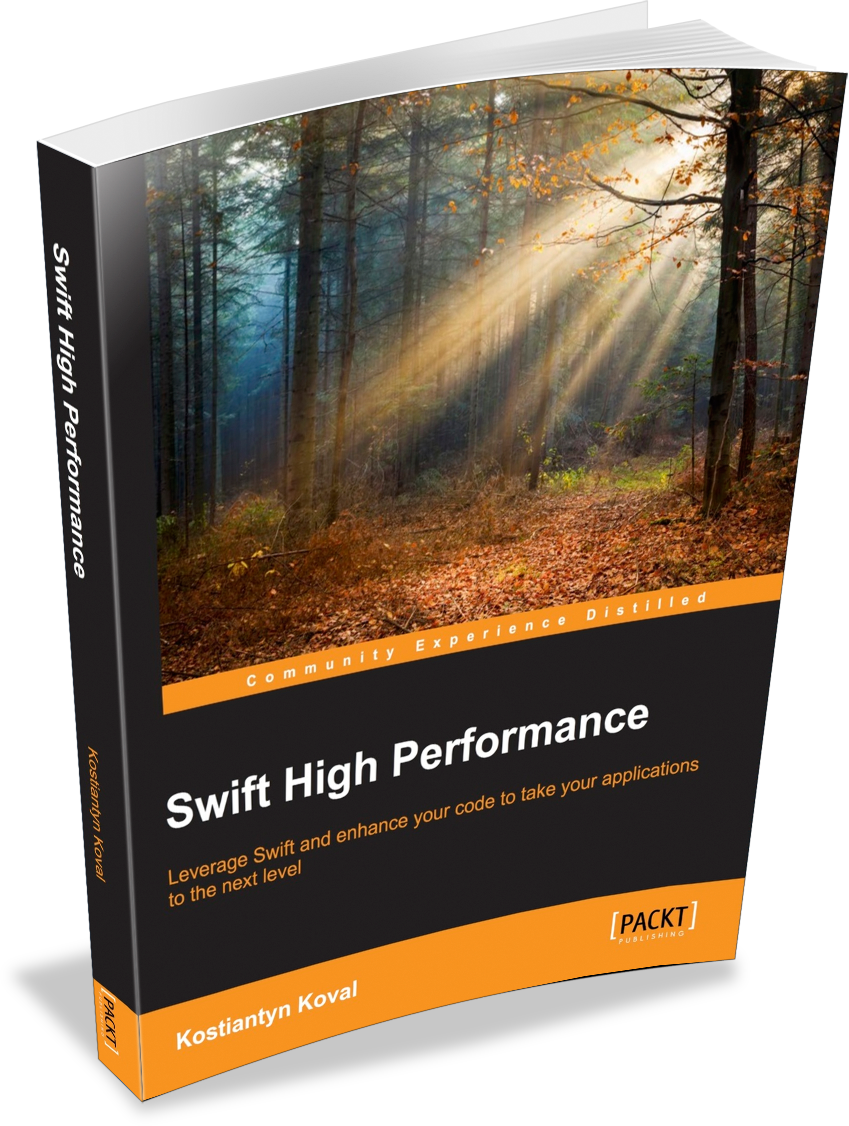 Swift High Performance
Kostiantyn Koval
[PACKT]
Community Experience Distilled
Swift High Performance
Leverage Swift and enhance your code to take your applications
to the next level
[PACKT]
PUBLISHING
Kostiantyn Koval